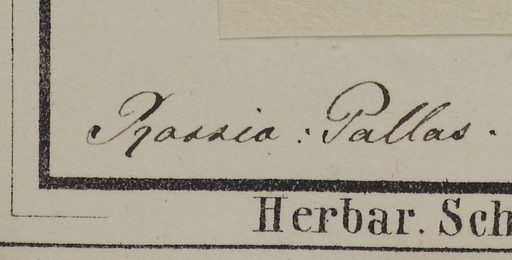 Rossia : Pallas.
Herbar. Sch